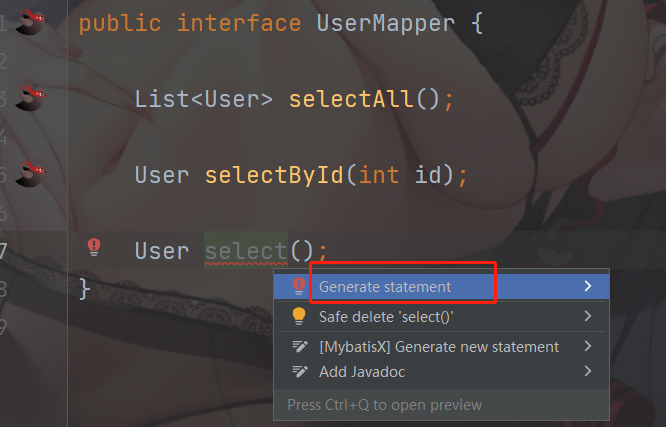 1 public interface UserMapper {
2
3 List<User> selectAll();
4
5 User selectById(int id);
6
7 User select();
Generate statement
8 }
Safe delete 'select()'
9
[MybatisX] Generate new statement
Add Javadoc
Press Ctrl+Q to open preview